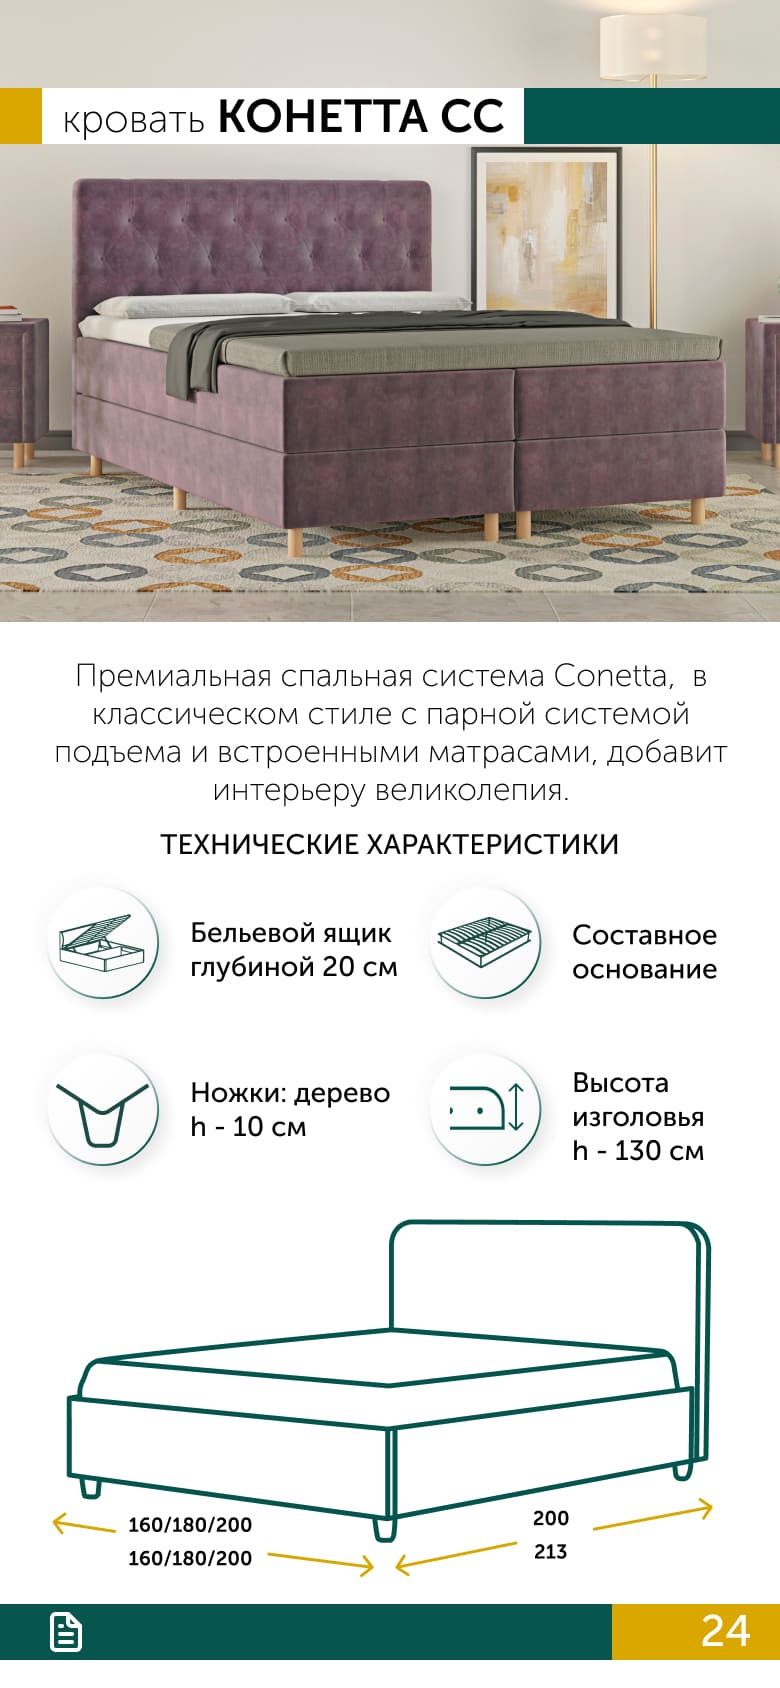 кровать КОНЕТТА СС
Премиальная спальная система Conetta, в
классическом стиле с парной системой
подъема и встроенными матрасами, добавит
интерьеру великолепия.
ТЕХНИЧЕСКИЕ ХАРАКТЕРИСТИКИ
Бельевой ящик
глубиной 20 см
Составное
основание
Ножки: дерево
h - 10 см
Высота
изголовья
h - 130 см
160/180/200
160/180/200
200
213
24